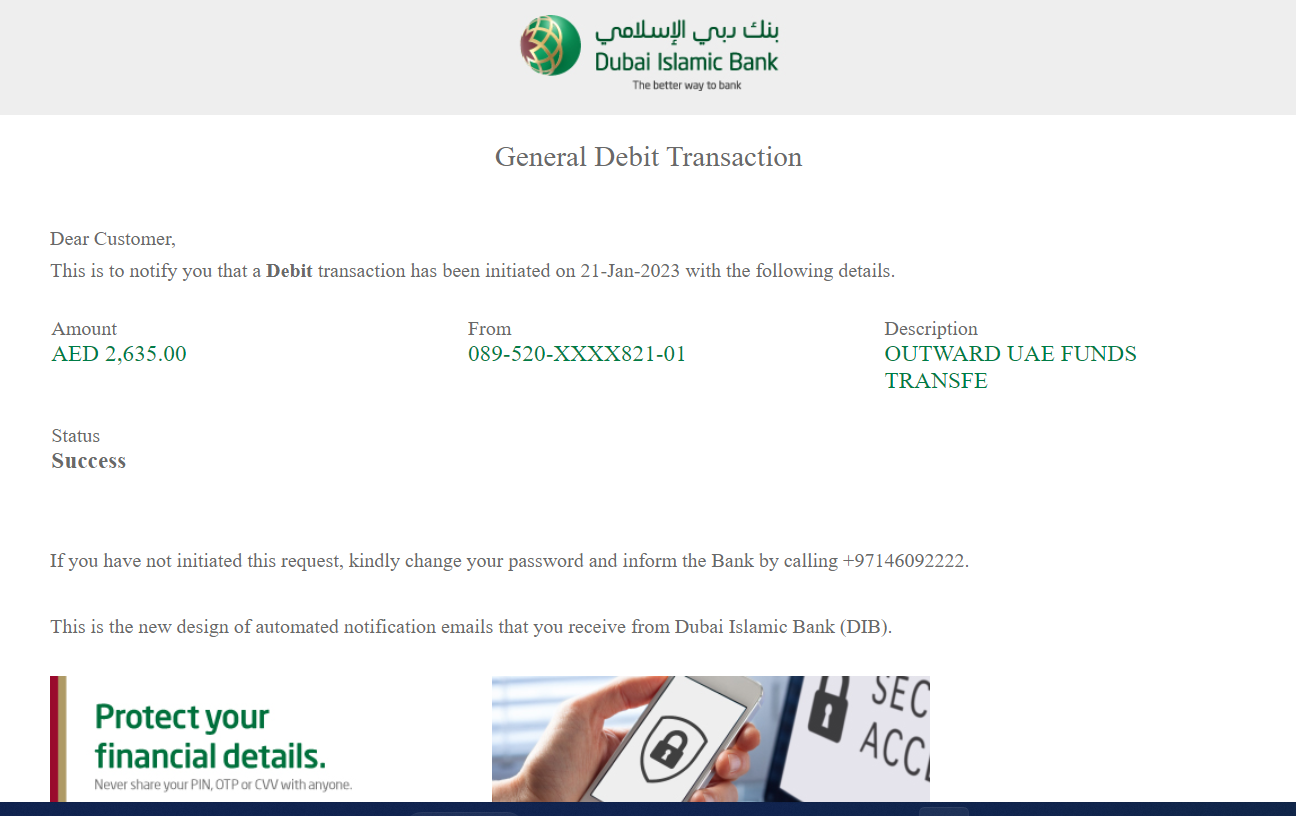 بنك دبي الإسلامي
Dubai Islamic Bank
The better way to bank
General Debit Transaction
Dear Customer,
This is to notify you that a Debit transaction has been initiated on 21-Jan-2023 with the following details.
Amount
AED 2,635.00
From
089-520-XXXX821-01
Description
OUTWARD UAE FUNDS
TRANSFE
Status
Success
If you have not initiated this request, kindly change your password and inform the Bank by calling +97146092222.
This is the new design of automated notification emails that you receive from Dubai Islamic Bank (DIB).
Protect your
financial details.
Never share your PIN, OTP or CVV with anyone.
SEC
ACC